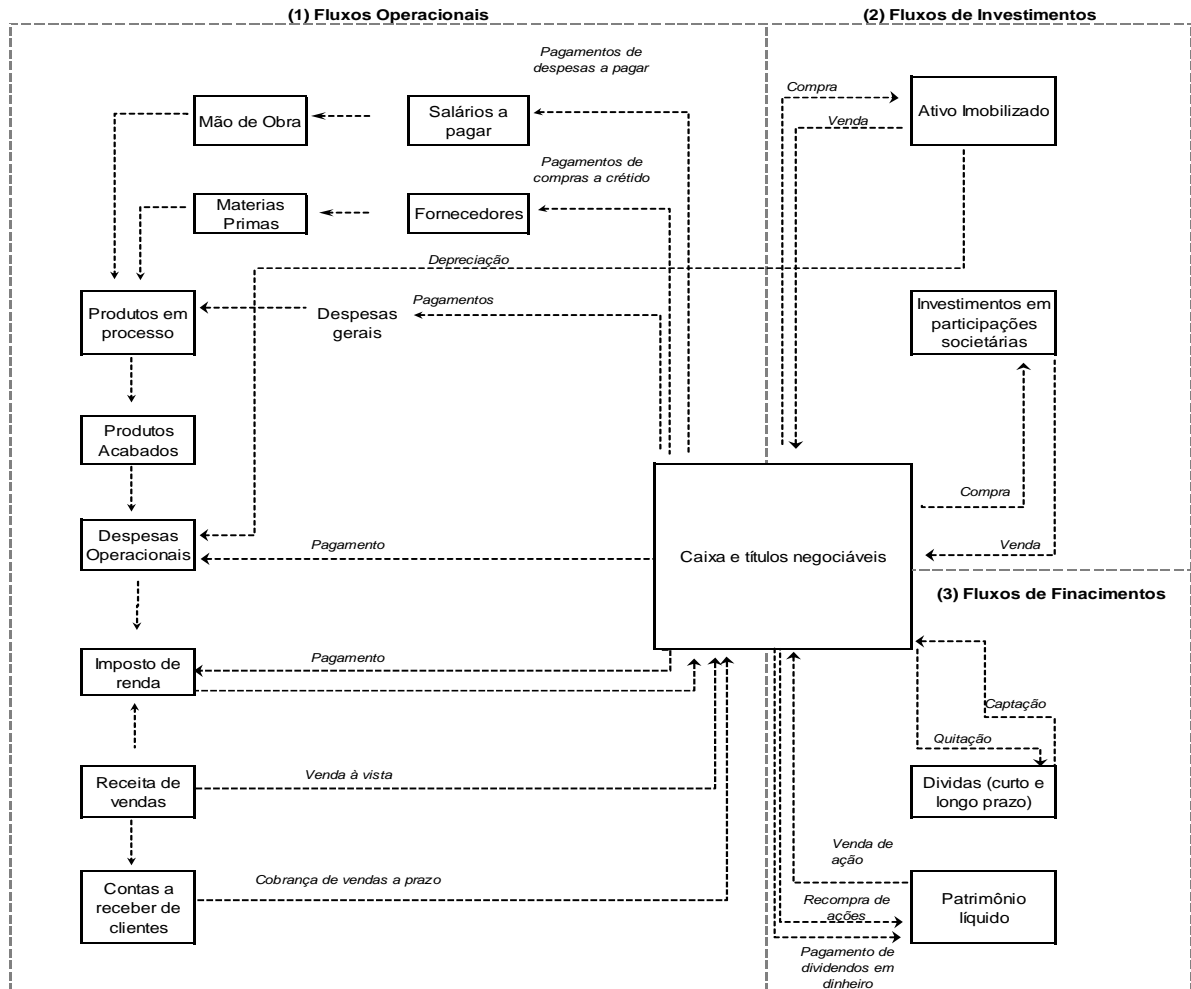 (1) Fluxos Operacionais
(2) Fluxos de Investimentos
Pagamentos de
despesas a pagar
Mão de Obra
Salários a
pagar
Compra
Venda
Ativo Imobilizado
Pagamentos de
compras a crétido
Materias
Primas
Fornecedores
Depreciação
Produtos em
processo
Despesas
gerais
Pagamentos
Investimentos em
participações
societárias
Produtos
Acabados
Compra
Venda
Despesas
Operacionais
Pagamento
Caixa e títulos negociáveis
(3) Fluxos de Finacimentos
Imposto de
renda
Pagamento
Captação
Quitação
Receita de
vendas
Venda à vista
Dividas (curto e
longo prazo)
Venda de
ação
Contas a
receber de
clientes
Cobrança de vendas a prazo
Recompra de
ações
Patrimônio
líquido
Pagamento de
dividendos em
dinheiro